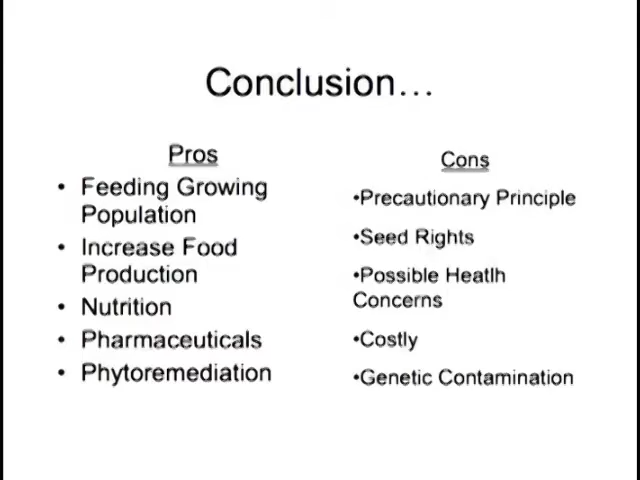 Conclusion…
Pros
• Feeding Growing
Population
• Increase Food
Production
• Nutrition
• Pharmaceuticals
• Phytoremediation
Cons
•Precautionary Principle
•Seed Rights
•Possible Heatlh
Concerns
•Costly
•Genetic Contamination